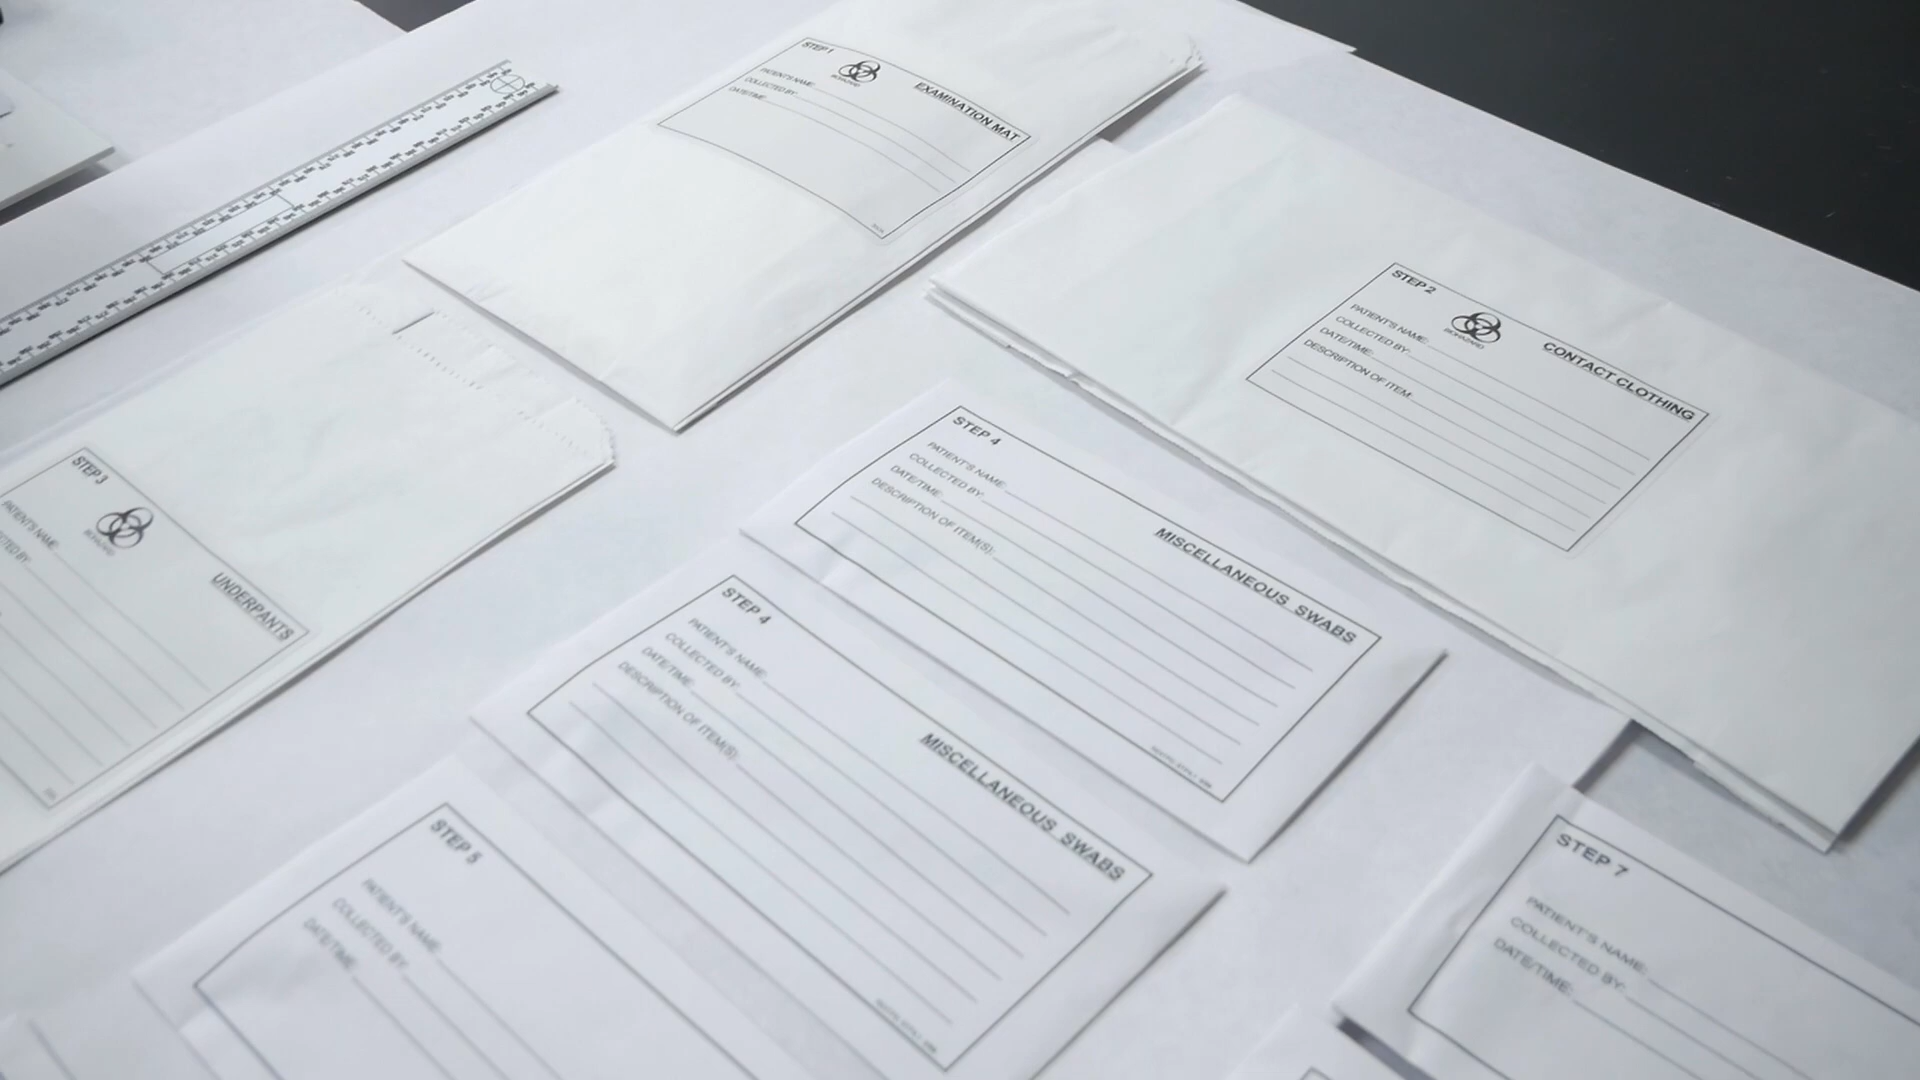 STEP 1
BIOHAZARD
EXAMINATION MAT
PATIENT'S NAME:
COLLECTED BY:
DATE/TIME:
STEP 2
BIOHAZARD
CONTACT CLOTHING
PATIENT'S NAME:
COLLECTED BY:
DATE/TIME:
DESCRIPTION OF ITEM:
STEP 3
BIOHAZARD
UNDERPANTS
PATIENT'S NAME:
STEP 4
MISCELLANEOUS SWABS
PATIENT'S NAME:
COLLECTED BY:
DATE/TIME:
DESCRIPTION OF ITEM(S):
STEP 4
MISCELLANEOUS SWABS
PATIENT'S NAME:
COLLECTED BY:
DATE/TIME:
DESCRIPTION OF ITEM(S):
STEP 5
PATIENT'S NAME:
COLLECTED BY:
DATE/TIME:
STEP 7
PATIENT'S NAME:
COLLECTED BY:
DATE/TIME: